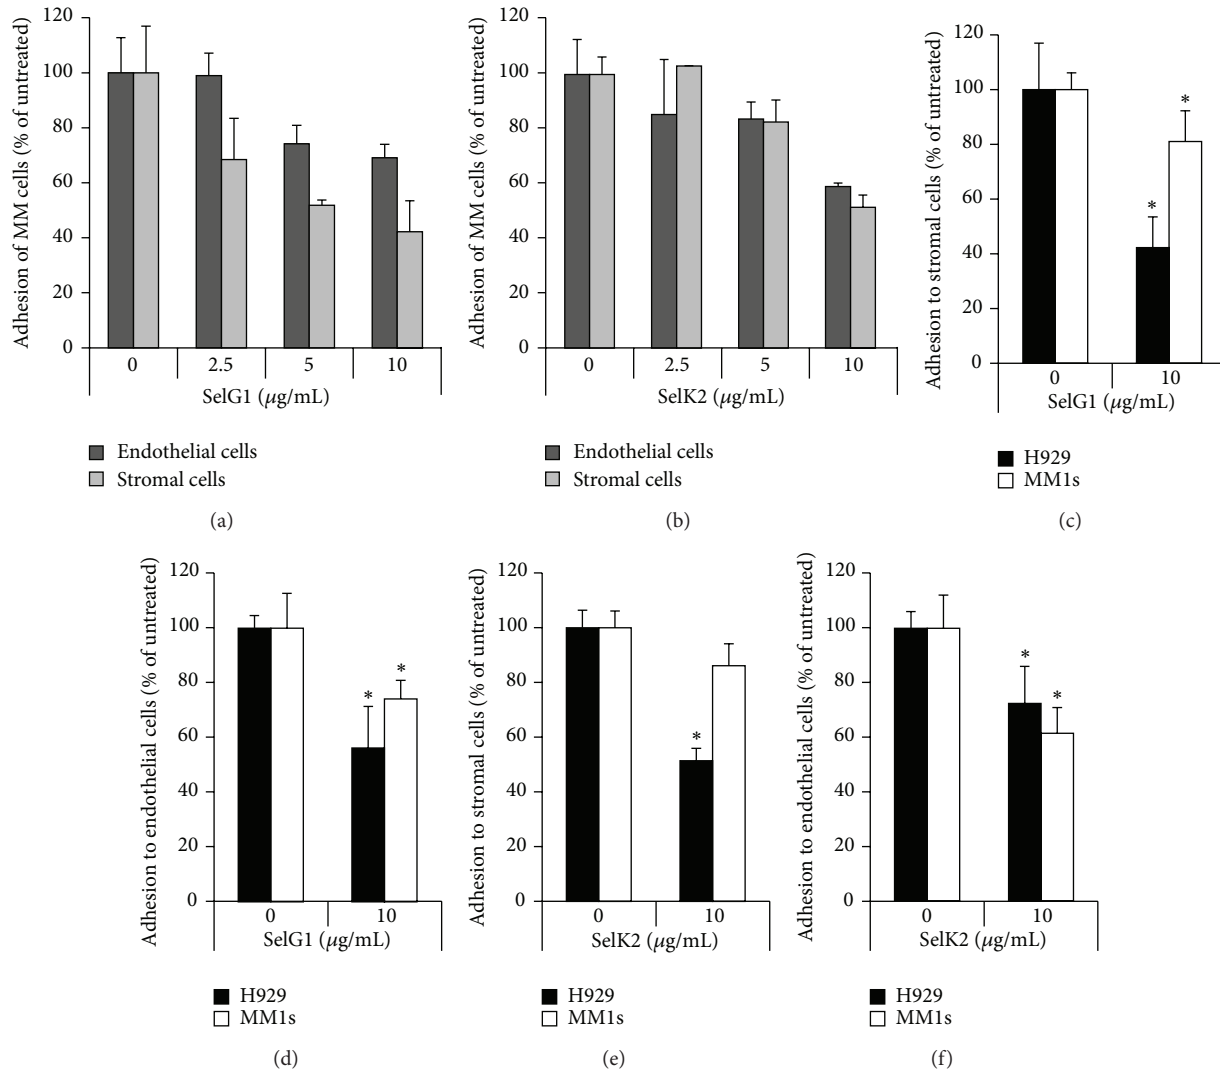 Adhesion of MM cells (% of untreated)
120
100
80
60
40
20
0
0 2.5 5 10
SelG1 (μg/mL)
Endothelial cells
Stromal cells
(a)
Adhesion of MM cells (% of untreated)
120
100
80
60
40
20
0
0 2.5 5 10
SelK2 (μg/mL)
Endothelial cells
Stromal cells
(b)
Adhesion to stromal cells (% of untreated)
120
100
80
60
40
20
0
* *
0 10
SelG1 (μg/mL)
H929
MM1s
(c)
Adhesion to endothelial cells (% of untreated)
120
100
80
60
40
20
0
* *
0 10
SelG1 (μg/mL)
H929
MM1s
(d)
Adhesion to stromal cells (% of untreated)
120
100
80
60
40
20
0
*
0 10
SelK2 (μg/mL)
H929
MM1s
(e)
Adhesion to endothelial cells (% of untreated)
120
100
80
60
40
20
0
* *
0 10
SelK2 (μg/mL)
H929
MM1s
(f)